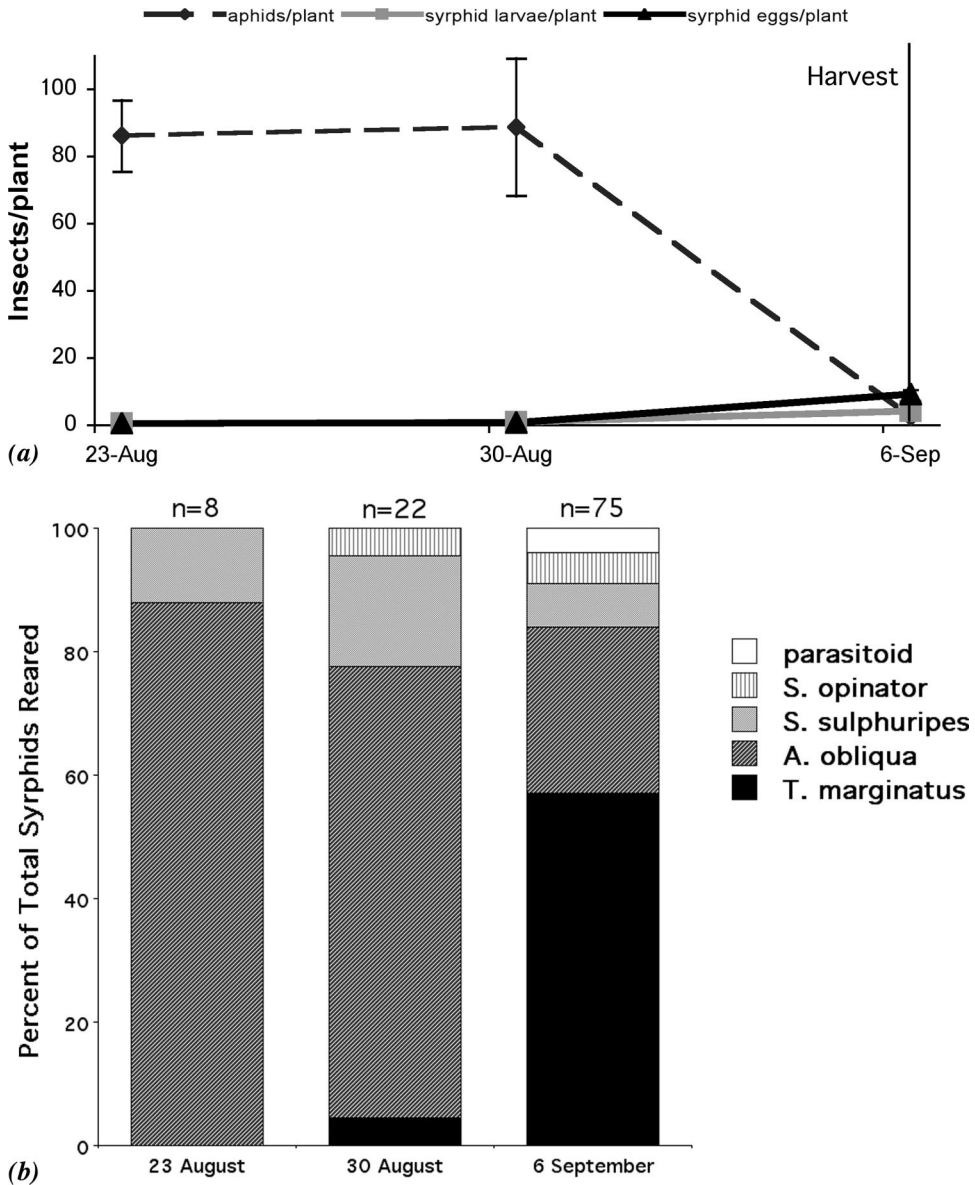 aphids/plant syrphid larvae/plant syrphid eggs/plant
Harvest
Insects/plant
100
80
60
40
20
0
23-Aug 30-Aug 6-Sep
(a)
n=8 n=22 n=75
Percent of Total Syrphids Reared
100
80
60
40
20
0
parasitoid
S. opinator
S. sulphuripes
A. obliqua
T. marginatus
23 August 30 August 6 September
(b)